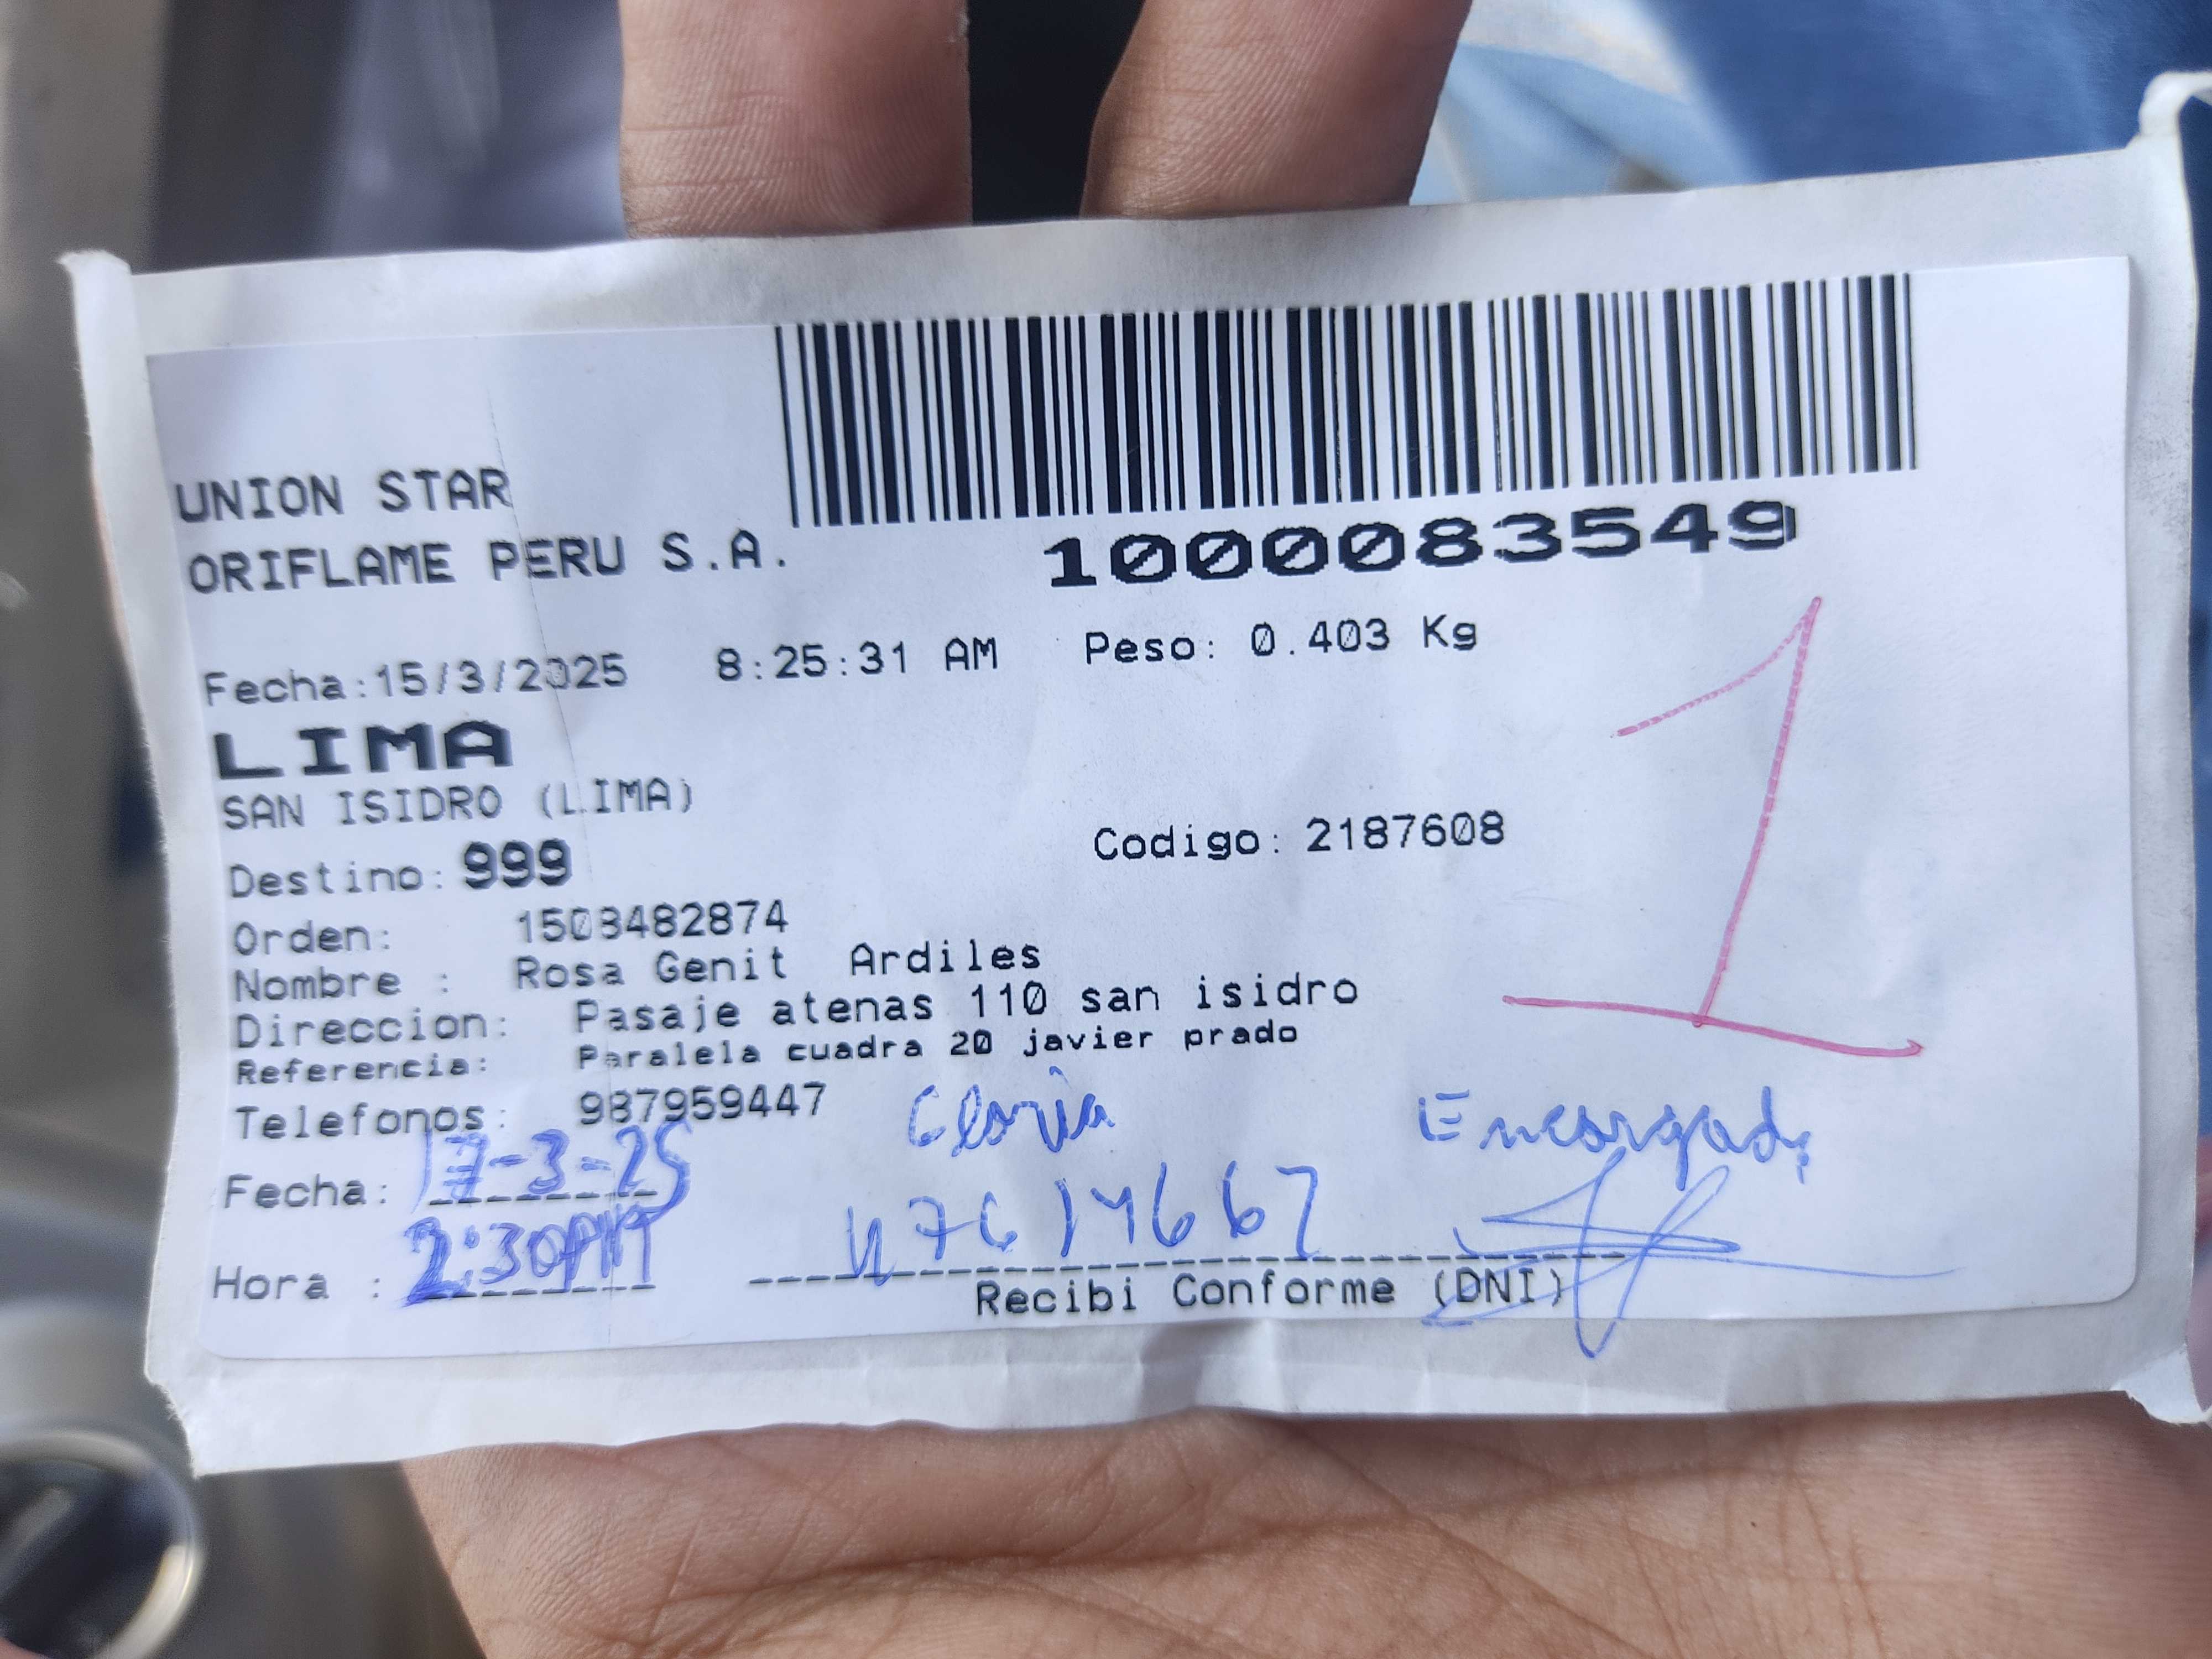 UNION STAR
ORIFLAME PERU S.A.
1000083549
Fecha:15/3/2025 8:25:31 AM Peso: 0.403 Kg
LIMA
SAN ISIDRO (LIMA)
Destino: 999 Codigo: 2187608
Orden: 1503482874
Nombre : Rosa Genit Ardiles
Direccion: Pasaje atenas 110 san isidro
Referencia: Paralela cuadra 20 javier prado
Telefonos: 987959447
1
Gloria Encargada
Fecha: 17-3-25
Hora : 2:30PM
Recibi Conforme (DNI)